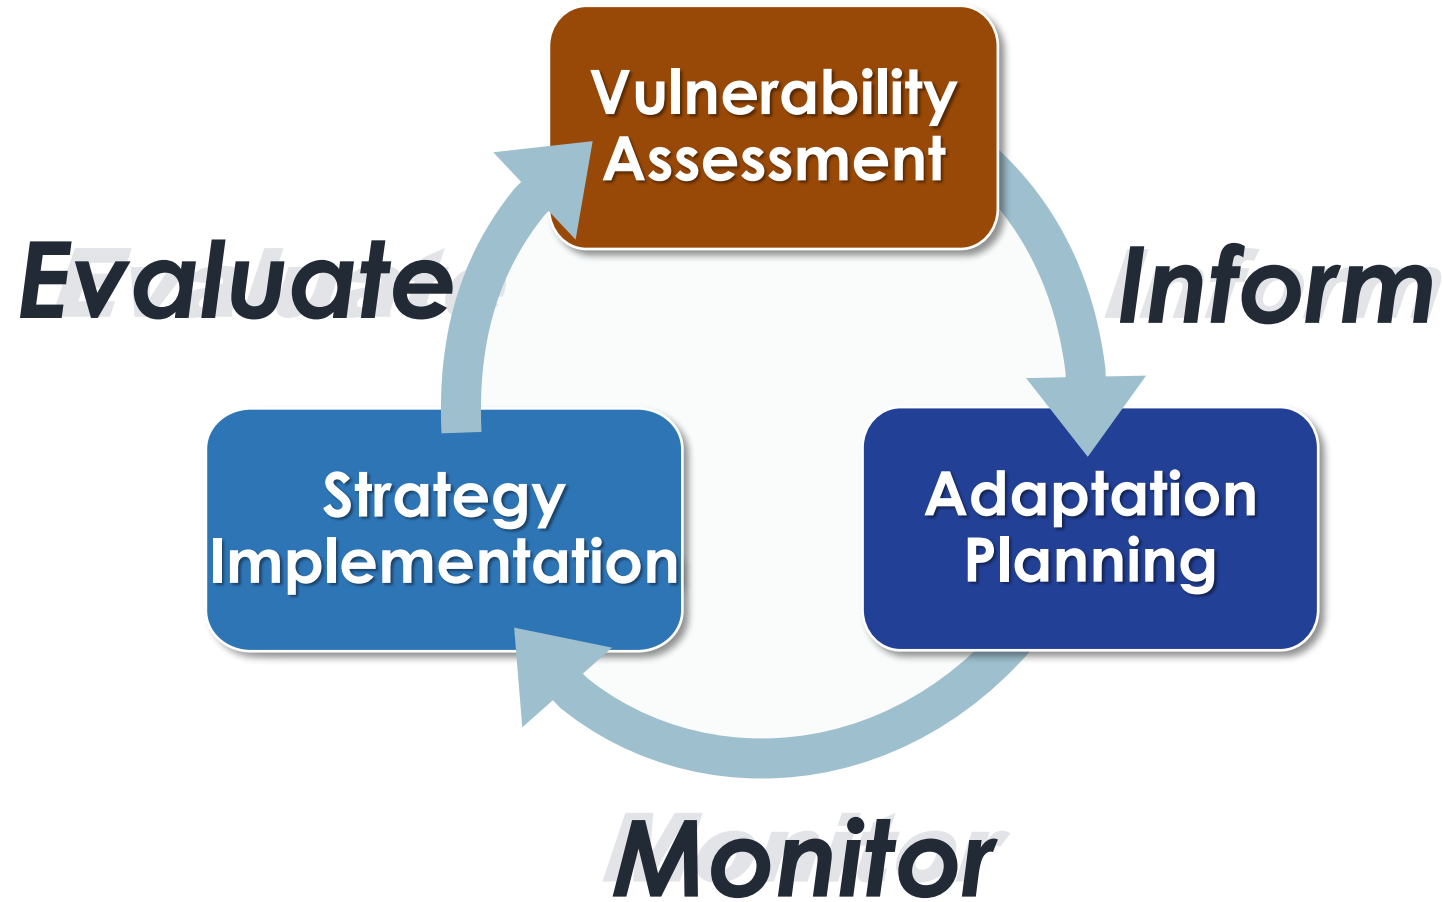 Vulnerability
Assessment
Evaluate
Inform
Strategy
Implementation
Adaptation
Planning
Monitor